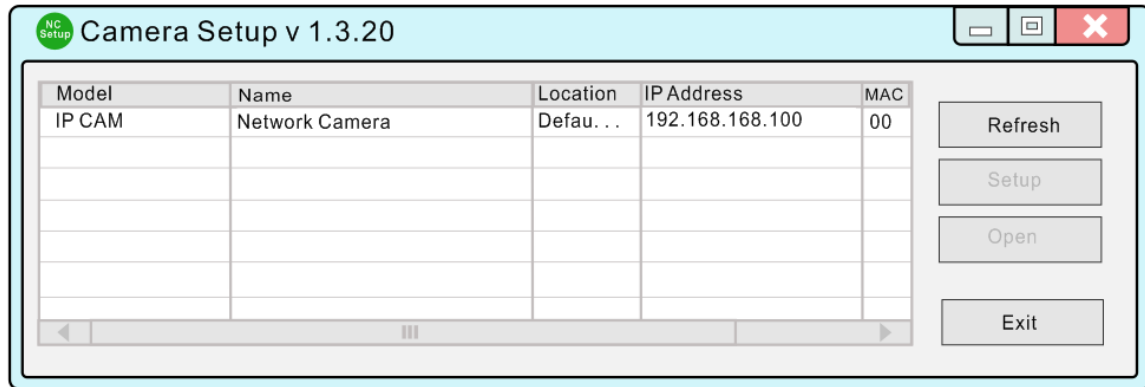 NC
Setup
Camera Setup v 1.3.20
Model Name Location IP Address MAC
IP CAM Network Camera Defau... 192.168.168.100 00
Refresh
Setup
Open
Exit